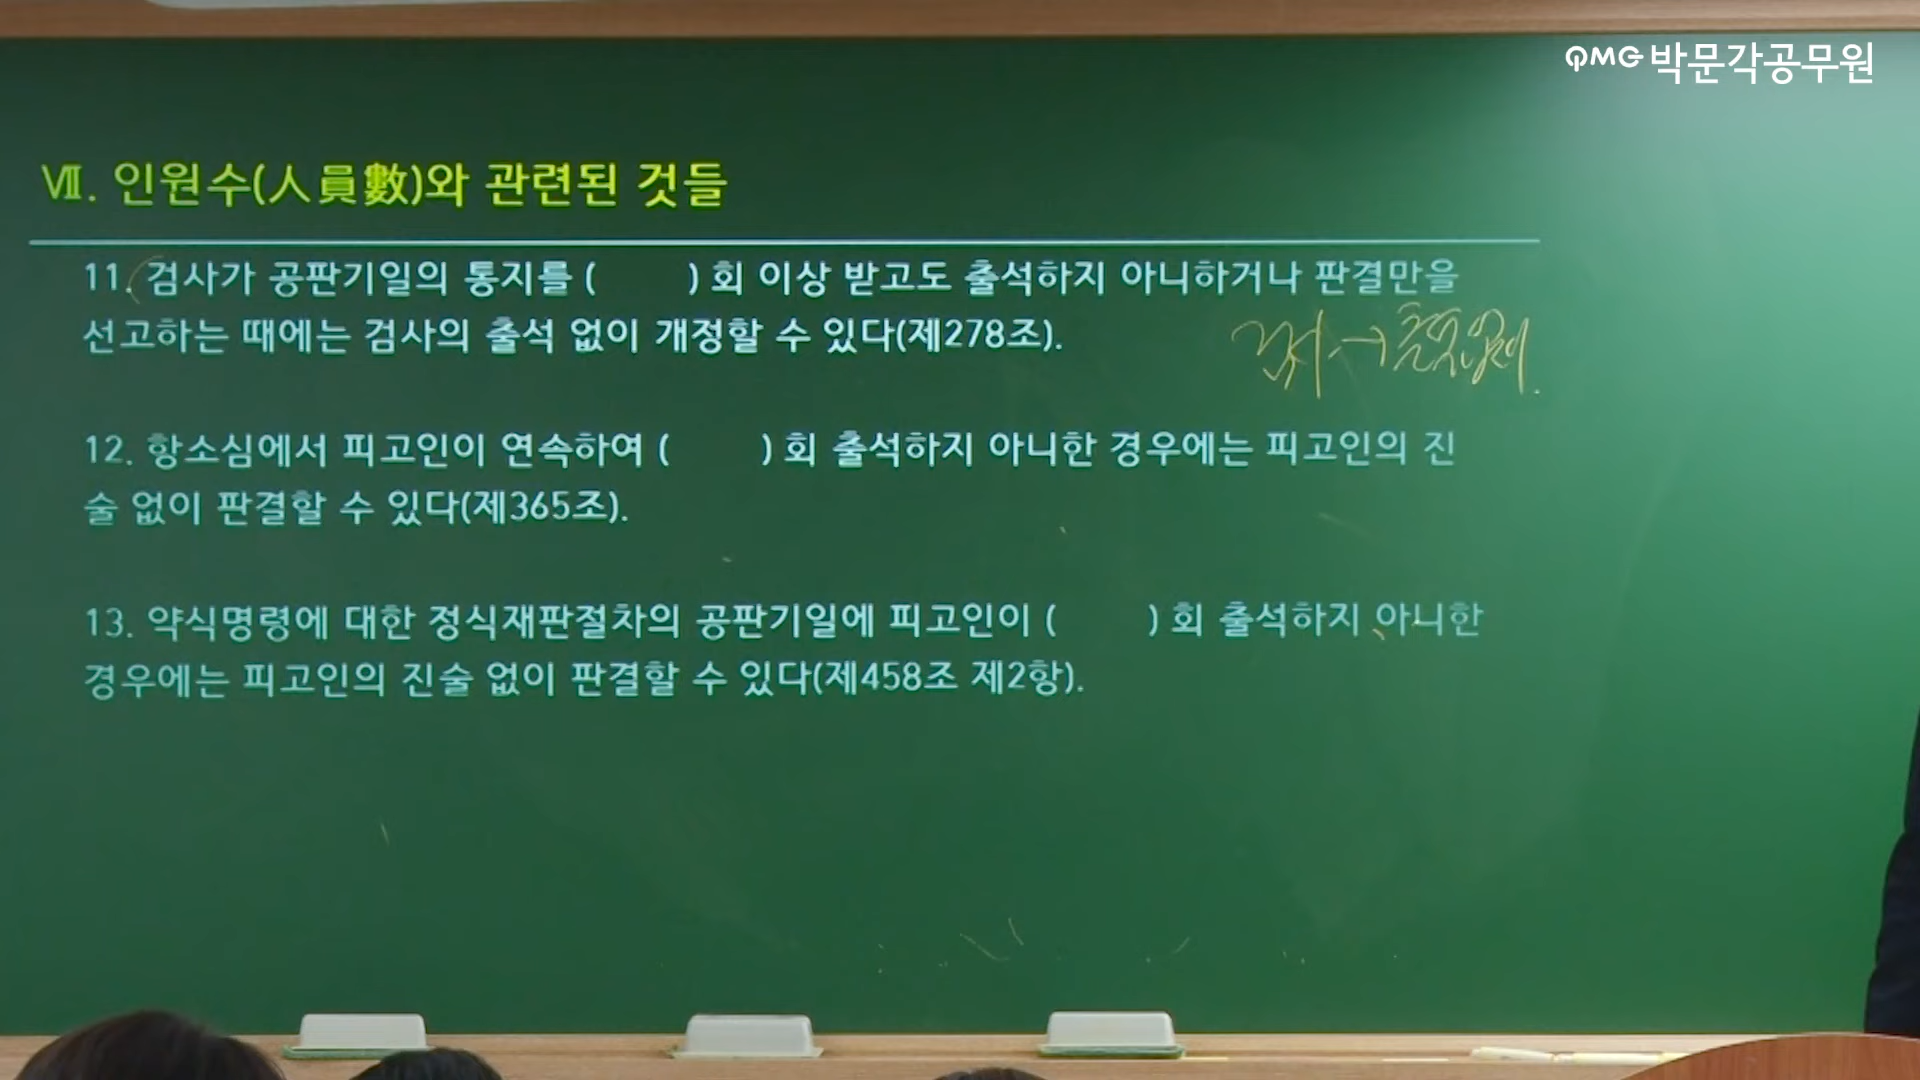 PMG 박문각공무원
Ⅶ. 인원수(人員數)와 관련된 것들
11. 검사가 공판기일의 통지를 (          ) 회 이상 받고도 출석하지 아니하거나 판결만을
선고하는 때에는 검사의 출석 없이 개정할 수 있다(제278조).
12. 항소심에서 피고인이 연속하여 (          ) 회 출석하지 아니한 경우에는 피고인의 진
술 없이 판결할 수 있다(제365조).
13. 약식명령에 대한 정식재판절차의 공판기일에 피고인이 (          ) 회 출석하지 아니한
경우에는 피고인의 진술 없이 판결할 수 있다(제458조 제2항).